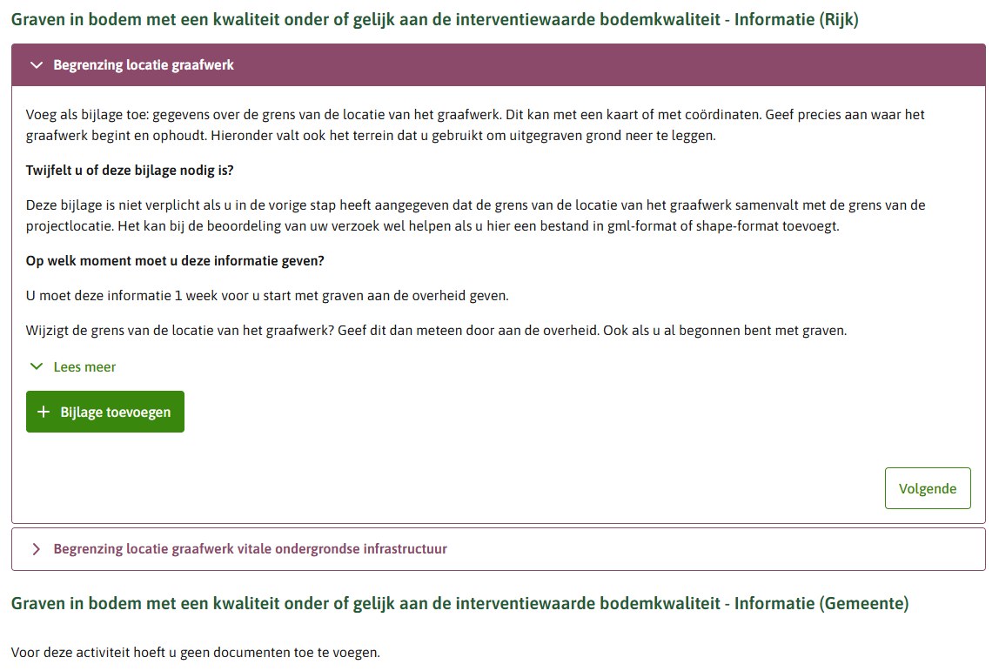 Graven in bodem met een kwaliteit onder of gelijk aan de interventiewaarde bodemkwaliteit - Informatie (Rijk)
Begrenzing locatie graafwerk
Voeg als bijlage toe: gegevens over de grens van de locatie van het graafwerk. Dit kan met een kaart of met coördinaten. Geef precies aan waar het
graafwerk begint en ophoudt. Hieronder valt ook het terrein dat u gebruikt om uitgegraven grond neer te leggen.
Twijfelt u of deze bijlage nodig is?
Deze bijlage is niet verplicht als u in de vorige stap heeft aangegeven dat de grens van de locatie van het graafwerk samenvalt met de grens van de
projectlocatie. Het kan bij de beoordeling van uw verzoek wel helpen als u hier een bestand in gml-format of shape-format toevoegt.
Op welk moment moet u deze informatie geven?
U moet deze informatie 1 week voor u start met graven aan de overheid geven.
Wijzigt de grens van de locatie van het graafwerk? Geef dit dan meteen door aan de overheid. Ook als u al begonnen bent met graven.
Lees meer
Bijlage toevoegen
Volgende
Begrenzing locatie graafwerk vitale ondergrondse infrastructuur
Graven in bodem met een kwaliteit onder of gelijk aan de interventiewaarde bodemkwaliteit - Informatie (Gemeente)
Voor deze activiteit hoeft u geen documenten toe te voegen.